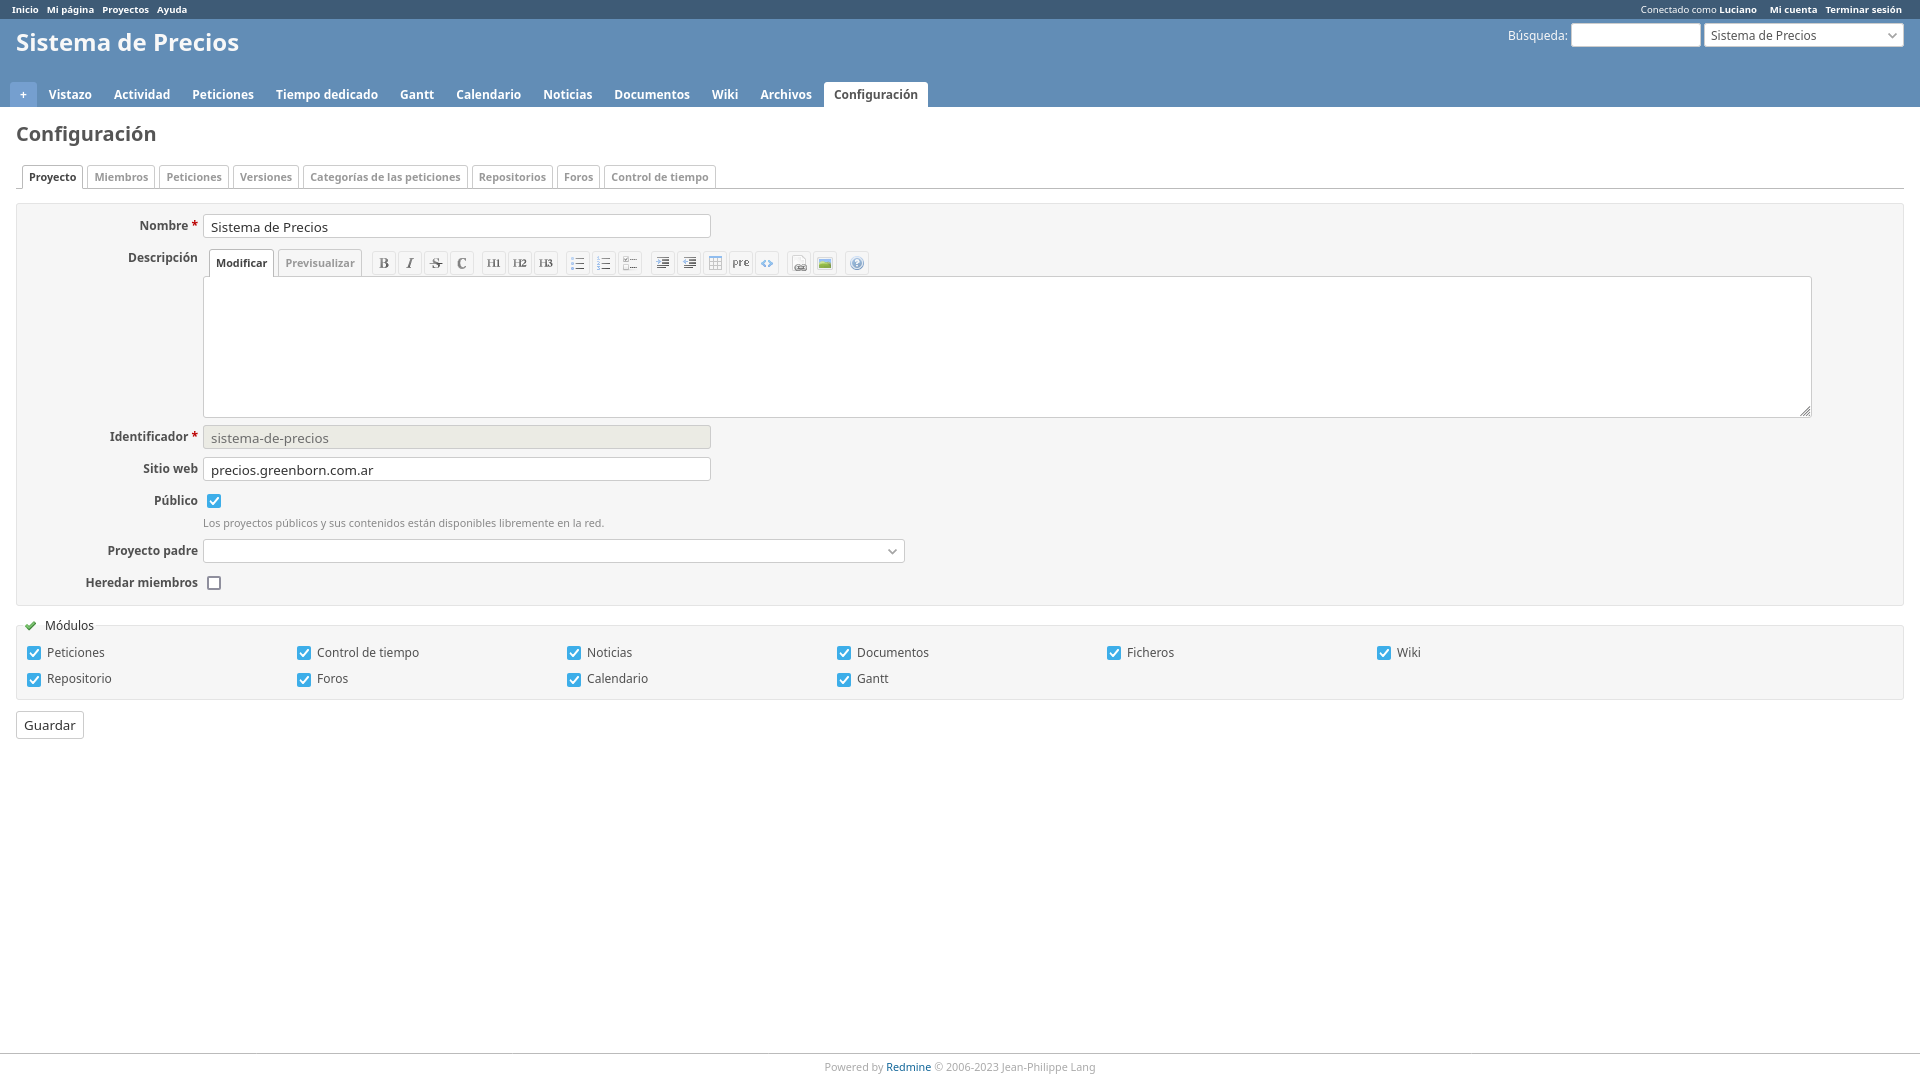 Inicio Mi página Proyectos Ayuda
Conectado como Luciano Mi cuenta Terminar sesión
Sistema de Precios
Búsqueda: Sistema de Precios
+ Vistazo Actividad Peticiones Tiempo dedicado Gantt Calendario Noticias Documentos Wiki Archivos Configuración
Configuración
Proyecto Miembros Peticiones Versiones Categorías de las peticiones Repositorios Foros Control de tiempo
Nombre * Sistema de Precios
Descripción Modificar Previsualizar B I S C H1 H2 H3 pre <>
Identificador * sistema-de-precios
Sitio web precios.greenborn.com.ar
Público
Los proyectos públicos y sus contenidos están disponibles libremente en la red.
Proyecto padre
Heredar miembros
Módulos
Peticiones Control de tiempo Noticias Documentos Ficheros Wiki
Repositorio Foros Calendario Gantt
Guardar
Powered by Redmine © 2006-2023 Jean-Philippe Lang